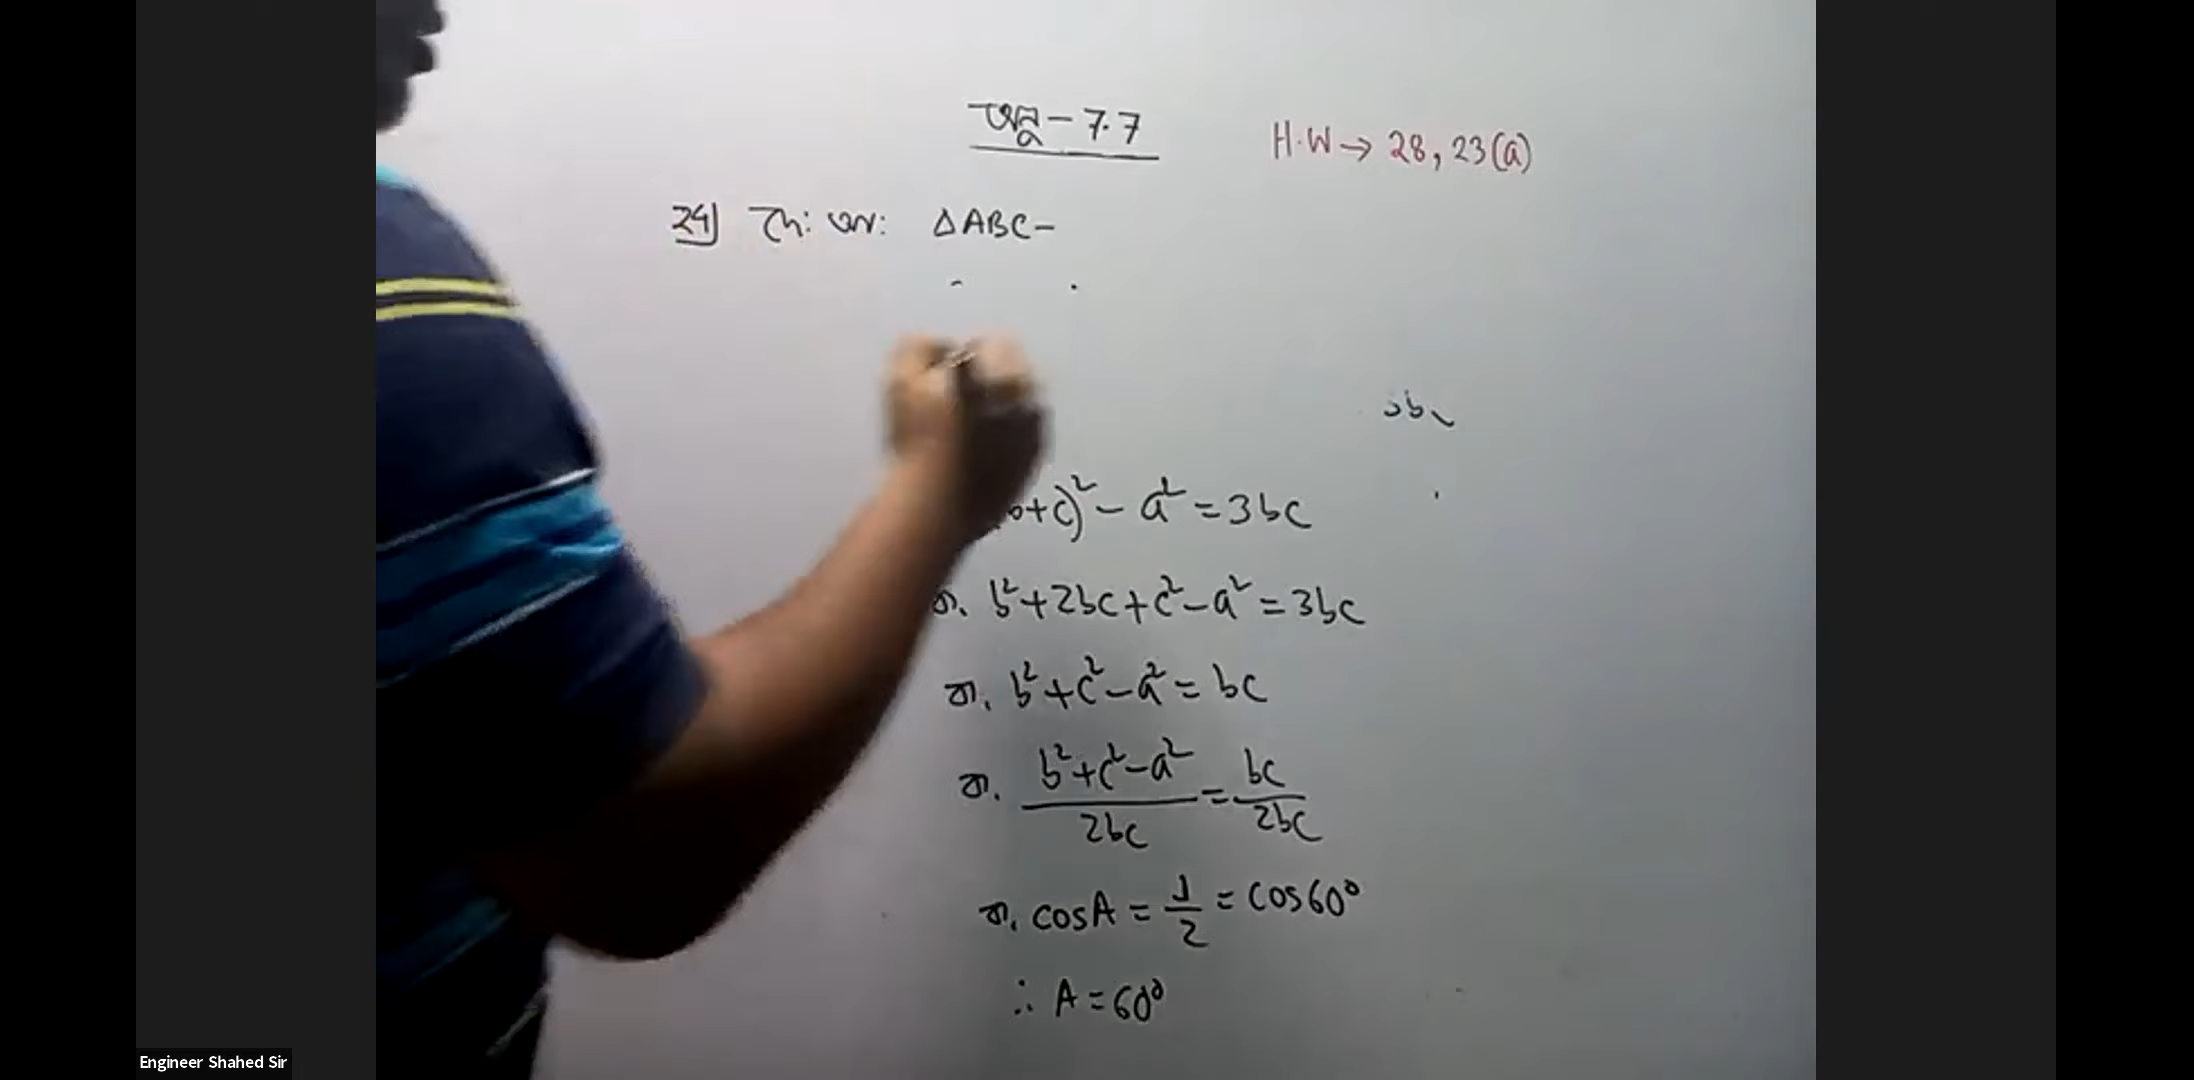 অনু - 7.7
H.W → 28, 23(a)
ΔABC-
b+c)² - a² = 3bc
বা, b² + 2bc + c² - a² = 3bc
বা, b² + c² - a² = bc
বা, (b² + c² - a²)/2bc = bc/2bc
বা, cosA = 1/2 = cos60°
∴ A = 60°
Engineer Shahed Sir